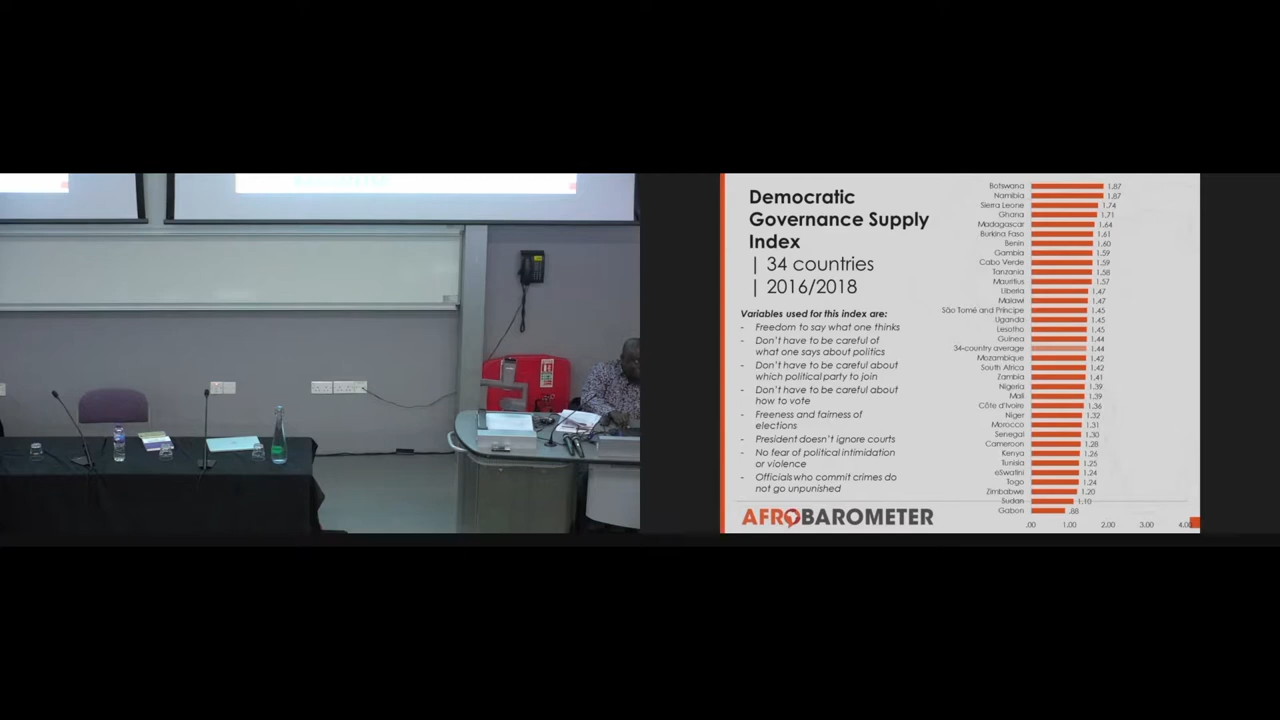 Democratic
Governance Supply
Index
| 34 countries
| 2016/2018
Variables used for this index are:
- Freedom to say what one thinks
- Don't have to be careful of
what one says about politics
- Don't have to be careful about
which political party to join
- Don't have to be careful about
how to vote
- Freeness and fairness of
elections
- President doesn't ignore courts
- No fear of political intimidation
or violence
- Officials who commit crimes do
not go unpunished
AFROBAROMETER
Botswana 1.87
Namibia 1.87
Sierra Leone 1.74
Ghana 1.71
Madagascar 1.64
Burkina Faso 1.61
Benin 1.60
Gambia 1.59
Cabo Verde 1.59
Tanzania 1.58
Mauritius 1.57
Liberia 1.47
Malawi 1.47
São Tomé and Príncipe 1.45
Uganda 1.45
Lesotho 1.45
Guinea 1.44
34-country average 1.44
Mozambique 1.42
South Africa 1.42
Zambia 1.41
Nigeria 1.39
Mali 1.39
Côte d'Ivoire 1.36
Niger 1.32
Morocco 1.31
Senegal 1.30
Cameroon 1.28
Kenya 1.26
Tunisia 1.25
eSwatini 1.24
Togo 1.24
Zimbabwe 1.20
Sudan 1.10
Gabon .88
.00 1.00 2.00 3.00 4.00